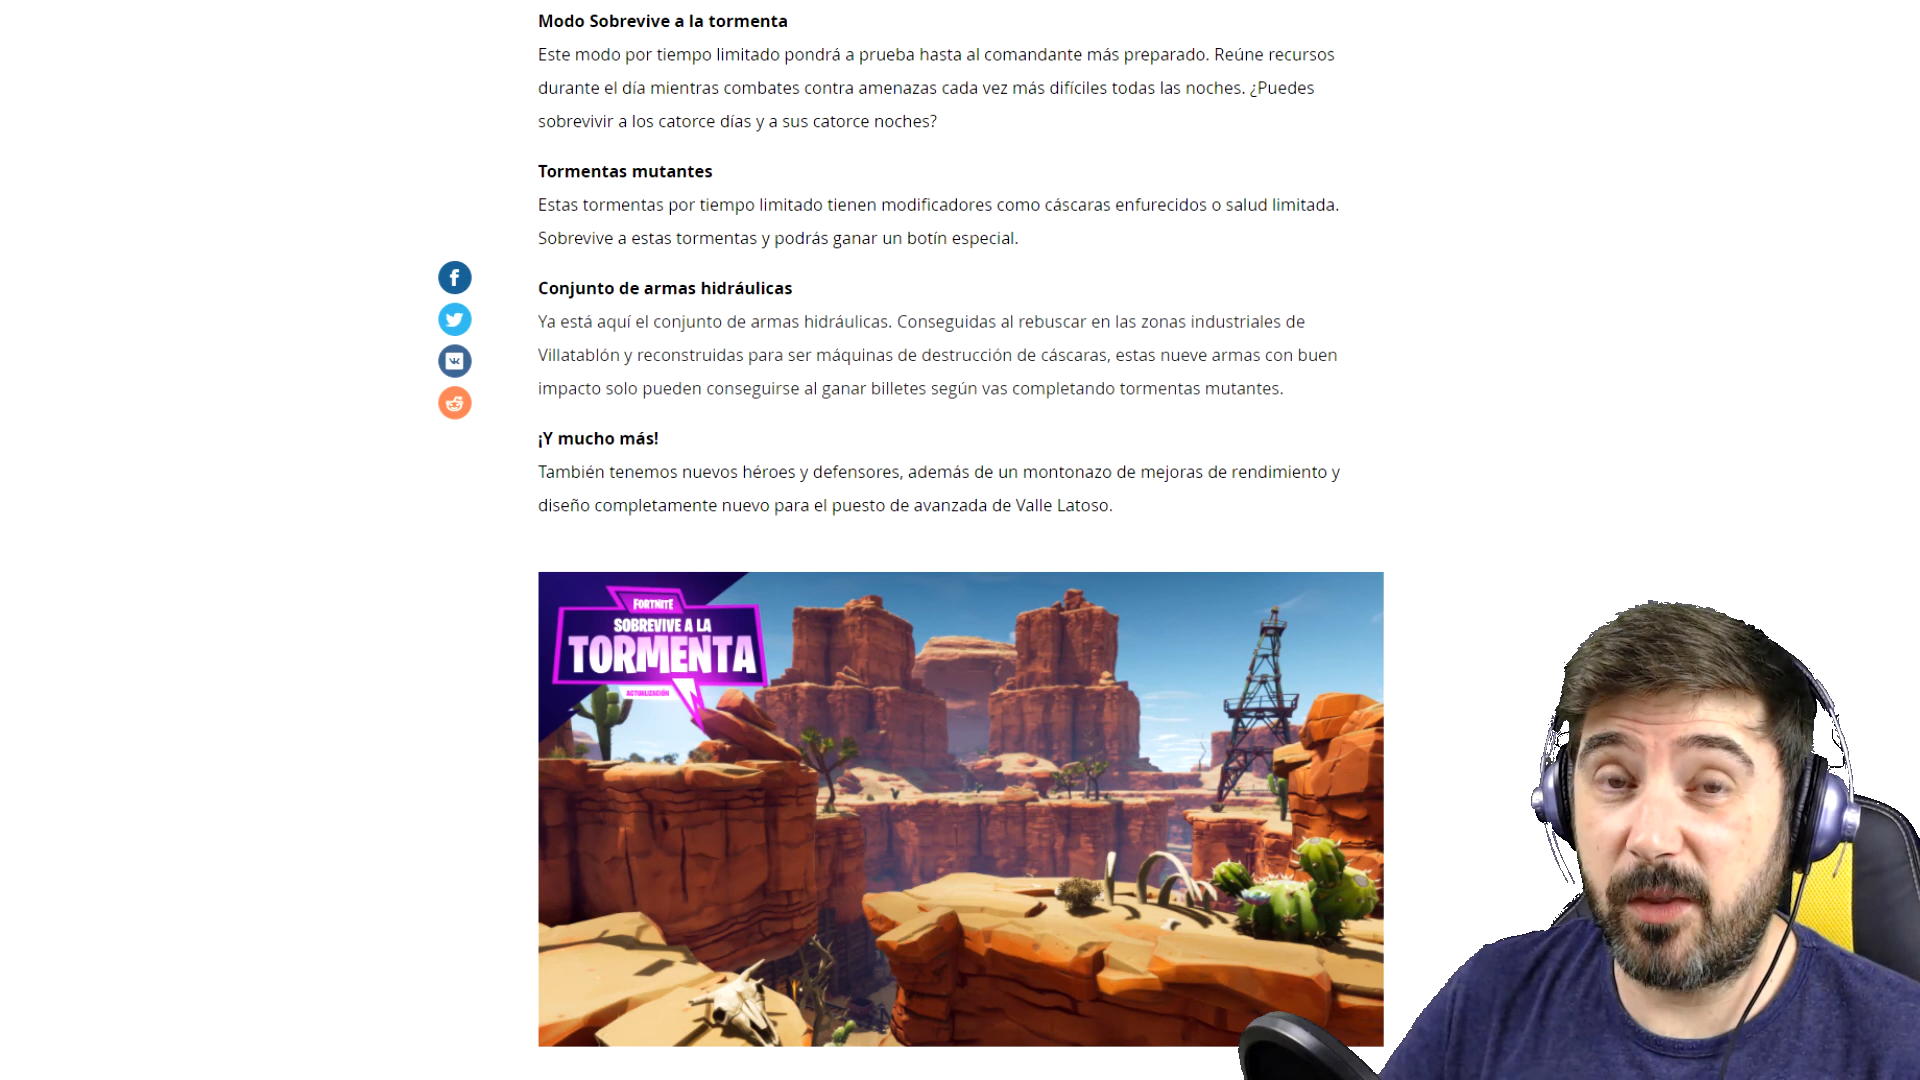 Modo Sobrevive a la tormenta
Este modo por tiempo limitado pondrá a prueba hasta al comandante más preparado. Reúne recursos
durante el día mientras combates contra amenazas cada vez más difíciles todas las noches. ¿Puedes
sobrevivir a los catorce días y a sus catorce noches?
Tormentas mutantes
Estas tormentas por tiempo limitado tienen modificadores como cáscaras enfurecidos o salud limitada.
Sobrevive a estas tormentas y podrás ganar un botín especial.
Conjunto de armas hidráulicas
Ya está aquí el conjunto de armas hidráulicas. Conseguidas al rebuscar en las zonas industriales de
Villatablón y reconstruidas para ser máquinas de destrucción de cáscaras, estas nueve armas con buen
impacto solo pueden conseguirse al ganar billetes según vas completando tormentas mutantes.
¡Y mucho más!
También tenemos nuevos héroes y defensores, además de un montonazo de mejoras de rendimiento y
diseño completamente nuevo para el puesto de avanzada de Valle Latoso.
FORTNITE
SOBREVIVE A LA
TORMENTA
ACTUALIZACIÓN